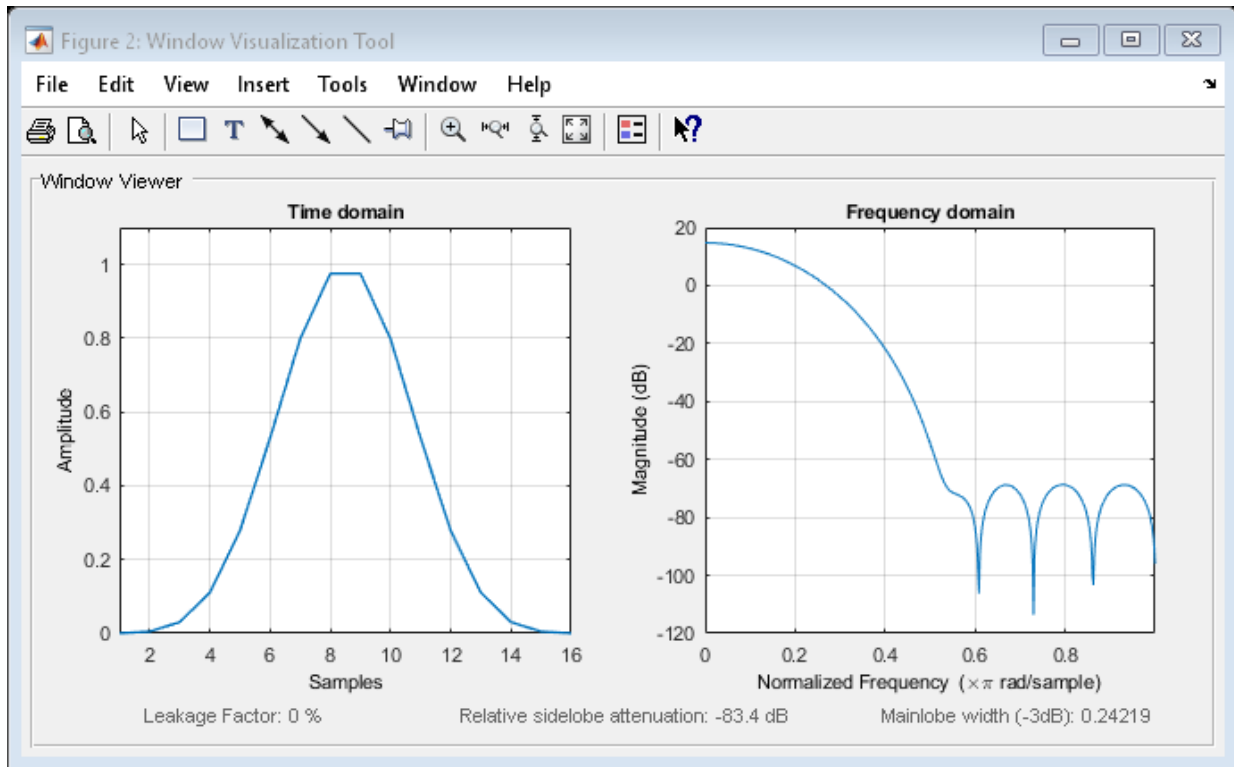 Figure 2: Window Visualization Tool
File Edit View Insert Tools Window Help
T
Window Viewer
Time domain
1
0.8
0.6
0.4
0.2
0
Amplitude
2 4 6 8 10 12 14 16
Samples
Frequency domain
20
0
-20
-40
-60
-80
-100
-120
Magnitude (dB)
0 0.2 0.4 0.6 0.8
Normalized Frequency (×π rad/sample)
Leakage Factor: 0 % Relative sidelobe attenuation: -83.4 dB Mainlobe width (-3dB): 0.24219